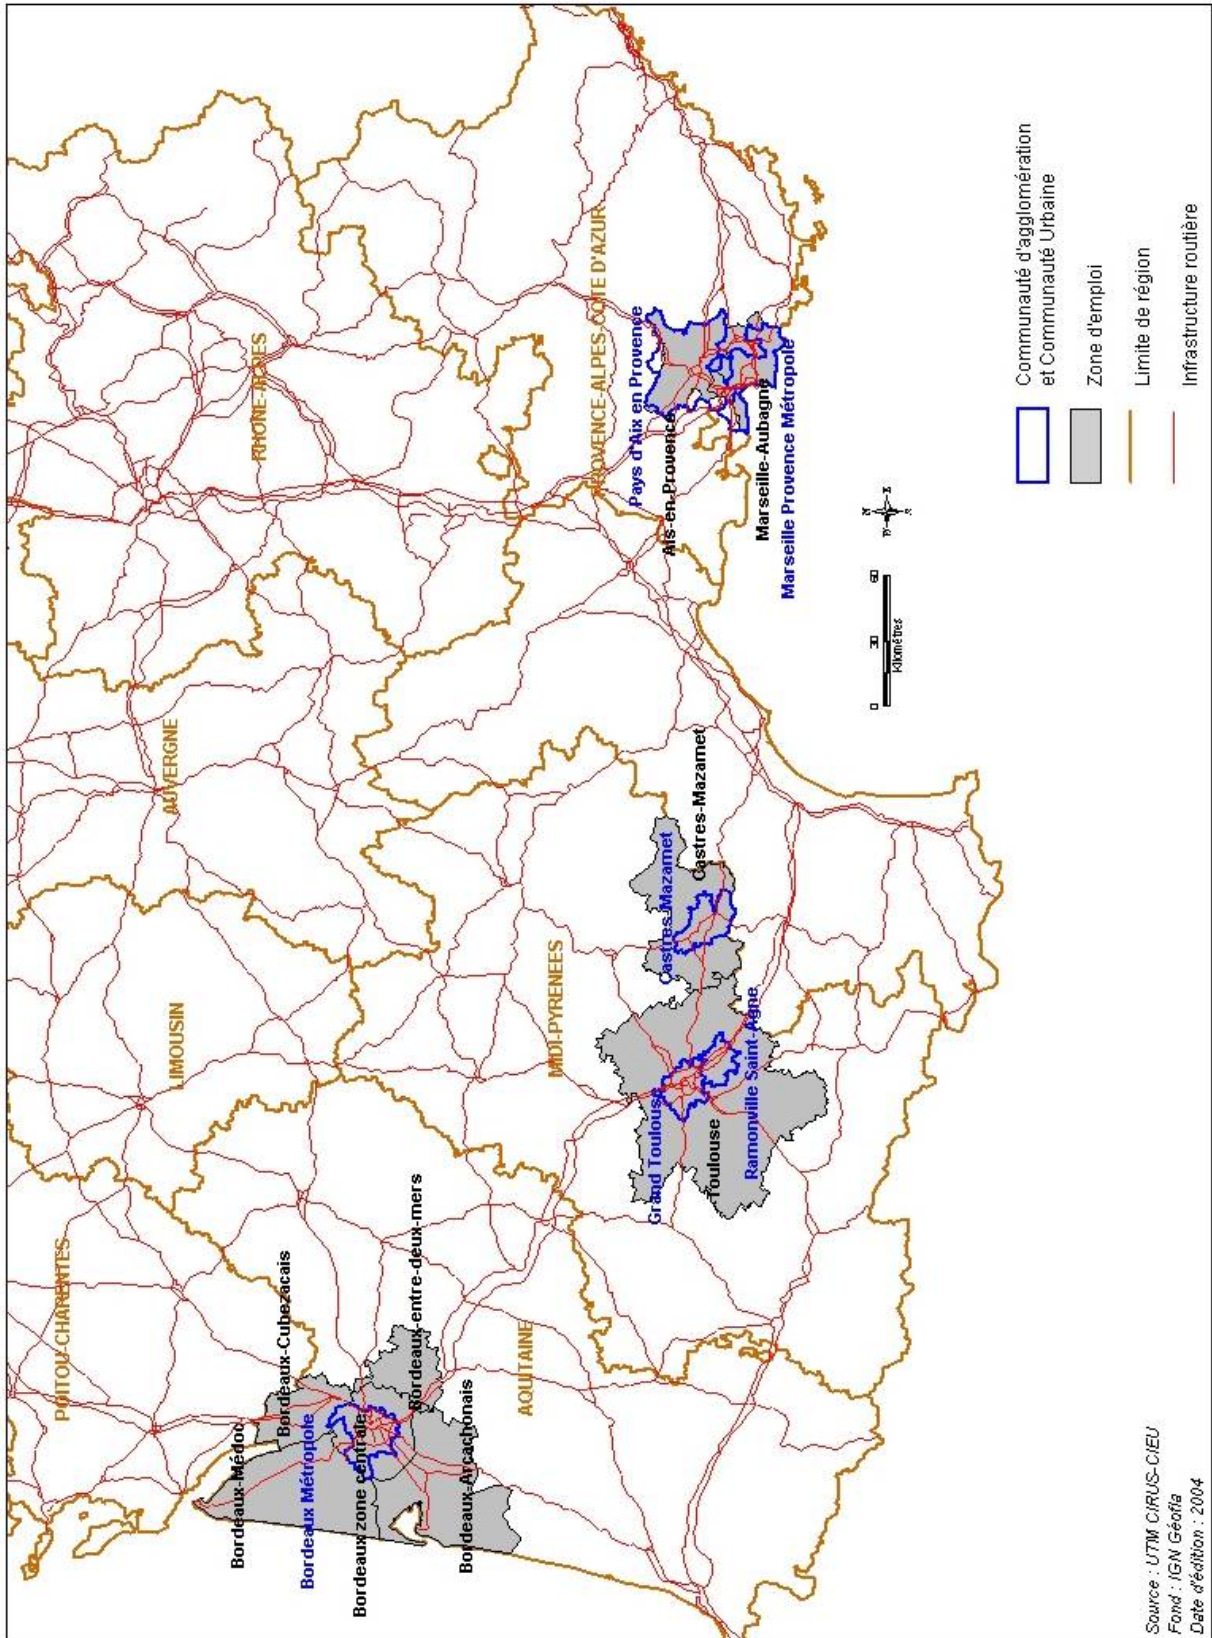 POITOU-CHARENTES
LIMOUSIN
AUVERGNE
RHONE-ALPES
Bordeaux-Médoc
Bordeaux-Cubezacais
Bordeaux Métropole
Bordeaux zone centrale
Bordeaux-entre-deux-mers
Bordeaux-Arcachonais
AQUITAINE
MIDI-PYRENEES
PROVENCE-ALPES-COTE D'AZUR
Pays d'Aix en Provence
Ais-en-Provence
Grand Toulouse
Castres-Mazamet
Castres-Mazamet
Toulouse
Ramonville Saint-Agne
Marseille-Aubagne
Marseille Provence Métropole
0 30 60
Kilomètres
Communauté d'agglomération
et Communauté Urbaine
Zone d'emploi
Limite de région
Infrastructure routière
Source : UTM CIRUS-CIEU
Fond : IGN Géofla
Date d'édition : 2004